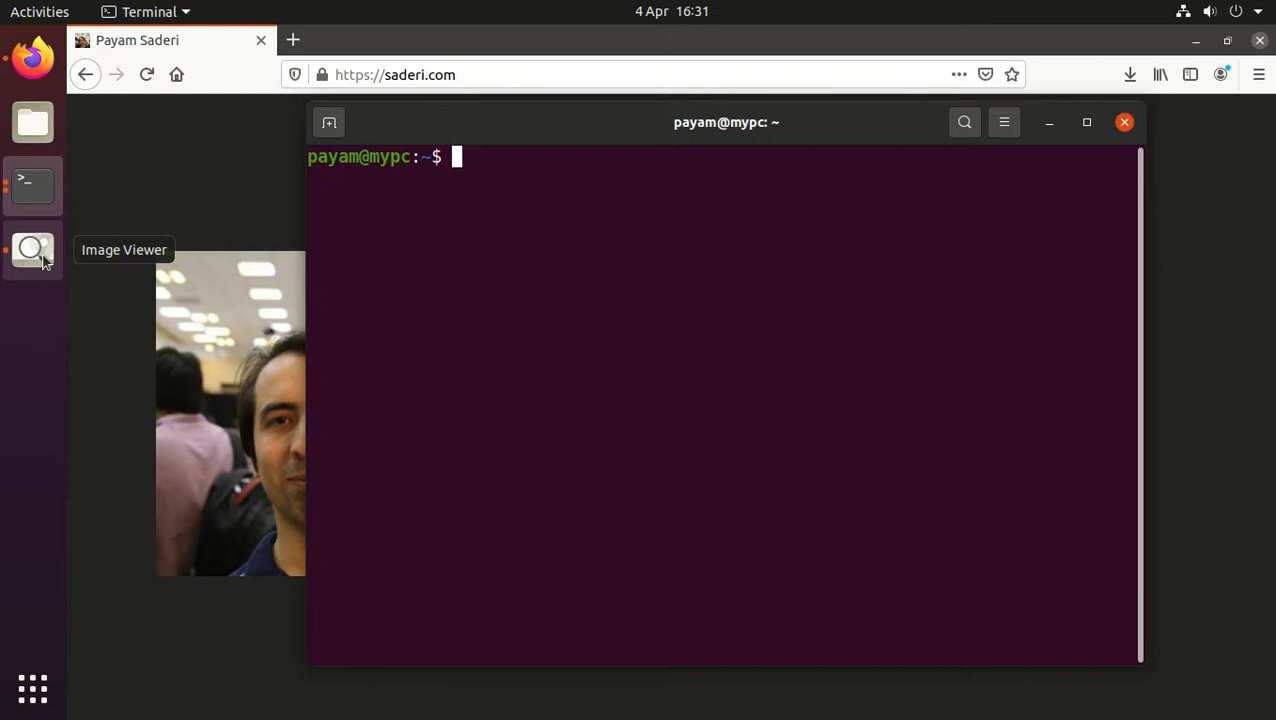 Activities Terminal 4 Apr 16:31
Payam Saderi
https://saderi.com
payam@mypc: ~
payam@mypc:~$
>_
Image Viewer